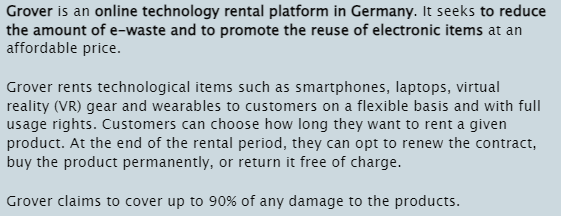 Grover is an online technology rental platform in Germany. It seeks to reduce
the amount of e-waste and to promote the reuse of electronic items at an
affordable price.
Grover rents technological items such as smartphones, laptops, virtual
reality (VR) gear and wearables to customers on a flexible basis and with full
usage rights. Customers can choose how long they want to rent a given
product. At the end of the rental period, they can opt to renew the contract,
buy the product permanently, or return it free of charge.
Grover claims to cover up to 90% of any damage to the products.